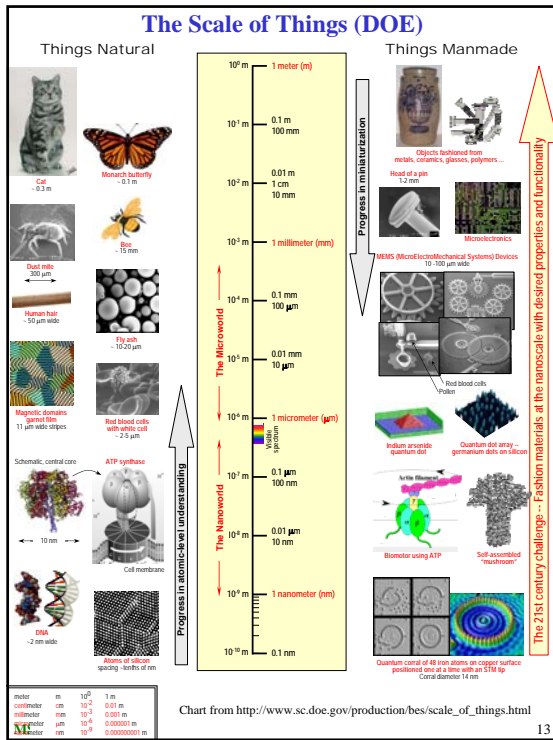 The Scale of Things (DOE)
Things Natural
Things Manmade
Cat
~ 0.3 m
Monarch butterfly
~ 0.1 m
Dust mite
300 μm
Bee
~ 15 mm
Human hair
~ 50 μm wide
Fly ash
~ 10-20 μm
Magnetic domains
garnet film
11 μm wide stripes
Red blood cells
with white cell
~ 2-5 μm
Schematic, central core
ATP synthase
10 nm
Cell membrane
DNA
~2 nm wide
Atoms of silicon
spacing ~tenths of nm
Progress in atomic-level understanding
10⁰ m
1 meter (m)
10⁻¹ m
0.1 m
100 mm
10⁻² m
0.01 m
1 cm
10 mm
10⁻³ m
1 millimeter (mm)
10⁻⁴ m
0.1 mm
100 μm
10⁻⁵ m
0.01 mm
10 μm
10⁻⁶ m
1 micrometer (μm)
Visible
spectrum
10⁻⁷ m
0.1 μm
100 nm
10⁻⁸ m
0.01 μm
10 nm
10⁻⁹ m
1 nanometer (nm)
10⁻¹⁰ m
0.1 nm
The Microworld
The Nanoworld
Progress in miniaturization
Objects fashioned from
metals, ceramics, glasses, polymers ...
Head of a pin
1-2 mm
Microelectronics
MEMS (MicroElectroMechanical Systems) Devices
10 -100 μm wide
Red blood cells
Pollen
Indium arsenide
quantum dot
Quantum dot array --
germanium dots on silicon
Biomotor using ATP
Self-assembled
"mushroom"
Quantum corral of 48 iron atoms on copper surface
positioned one at a time with an STM tip
Corral diameter 14 nm
The 21st century challenge -- Fashion materials at the nanoscale with desired properties and functionality
meter m 10⁰ 1 m
centimeter cm 10⁻² 0.01 m
millimeter mm 10⁻³ 0.001 m
micrometer μm 10⁻⁶ 0.000001 m
nanometer nm 10⁻⁹ 0.000000001 m
Chart from http://www.sc.doe.gov/production/bes/scale_of_things.html
13